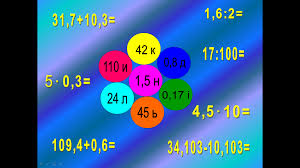 31,7+10,3=
1,6:2=
42 к
110 и
0,8 д
17:100=
5 · 0,3=
1,5 н
24 л
0,17 і
4,5 · 10=
45 ь
109,4+0,6=
34,103-10,103=